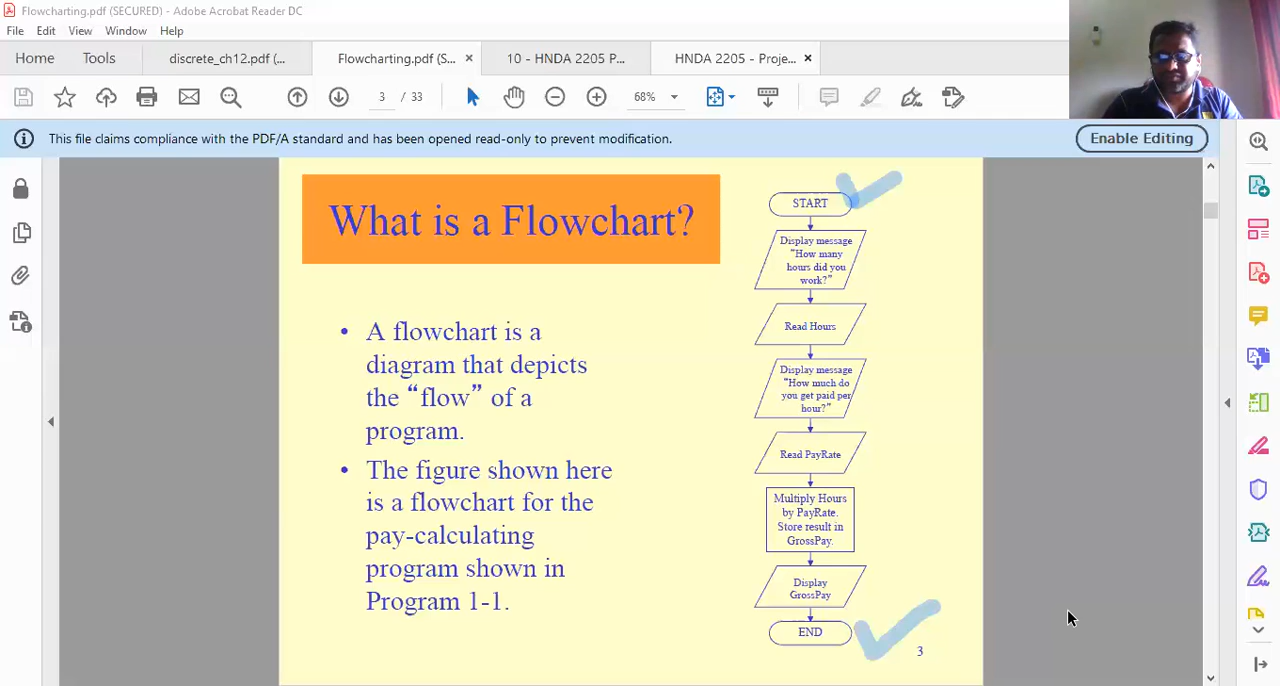 Flowcharting.pdf (SECURED) - Adobe Acrobat Reader DC
File Edit View Window Help
Home Tools discrete_ch12.pdf (... Flowcharting.pdf (S... × 10 - HNDA 2205 P... HNDA 2205 - Proje... ×
3 / 33 68%
This file claims compliance with the PDF/A standard and has been opened read-only to prevent modification.
Enable Editing
What is a Flowchart?
• A flowchart is a
diagram that depicts
the “flow” of a
program.
• The figure shown here
is a flowchart for the
pay-calculating
program shown in
Program 1-1.
START
Display message
“How many
hours did you
work?”
Read Hours
Display message
“How much do
you get paid per
hour?”
Read PayRate
Multiply Hours
by PayRate.
Store result in
GrossPay.
Display
GrossPay
END
3